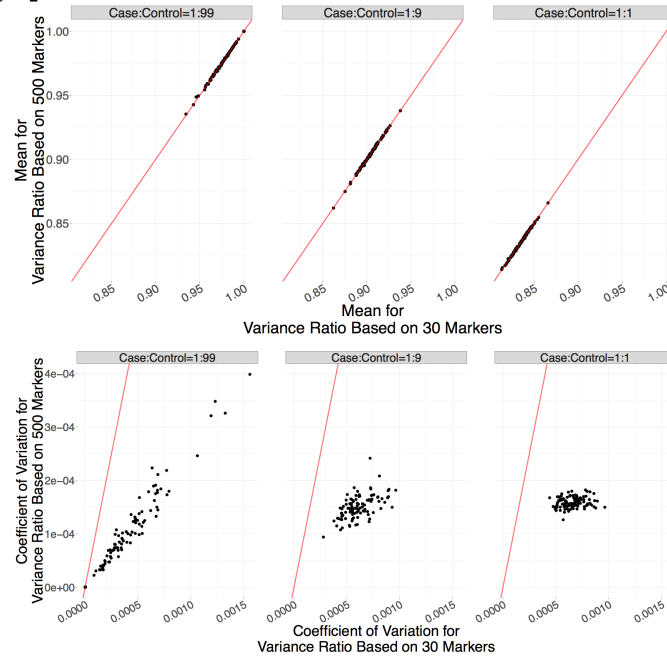 Case:Control=1:99
Case:Control=1:9
Case:Control=1:1
Mean for
Variance Ratio Based on 500 Markers
1.00
0.95
0.90
0.85
0.85 0.90 0.95 1.00
0.85 0.90 0.95 1.00
0.85 0.90 0.95 1.00
Mean for
Variance Ratio Based on 30 Markers
Case:Control=1:99
Case:Control=1:9
Case:Control=1:1
Coefficient of Variation for
Variance Ratio Based on 500 Markers
4e−04
3e−04
2e−04
1e−04
0e+00
0.0000 0.0005 0.0010 0.0015
0.0000 0.0005 0.0010 0.0015
0.0000 0.0005 0.0010 0.0015
Coefficient of Variation for
Variance Ratio Based on 30 Markers